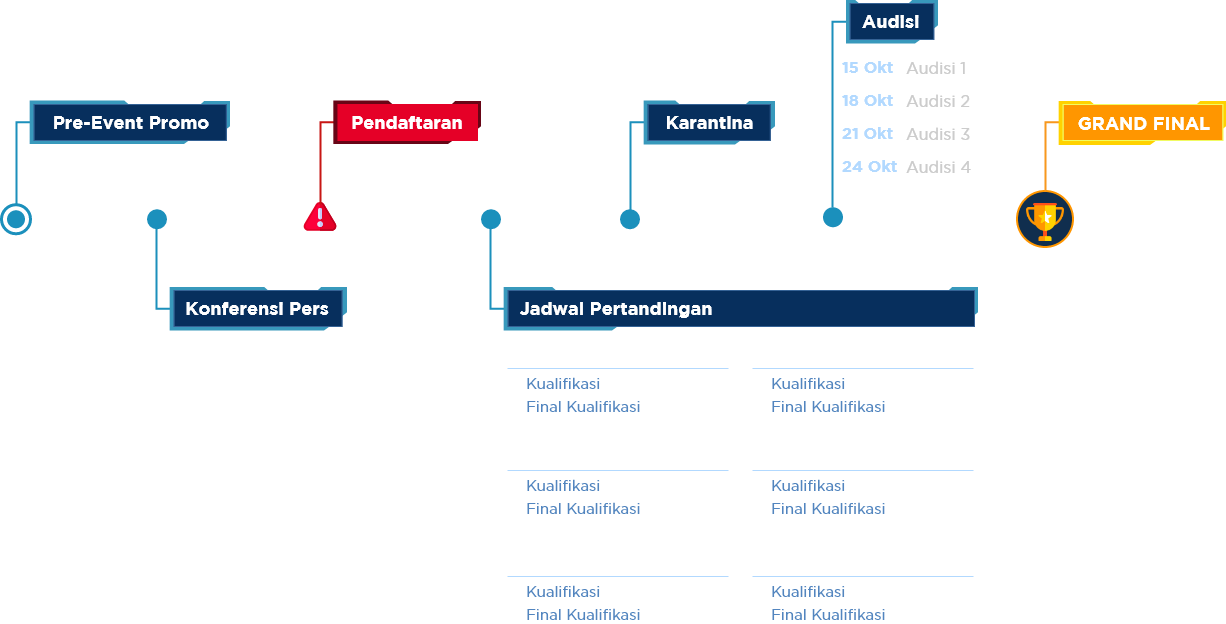 Audisi
15 Okt Audisi 1
18 Okt Audisi 2
21 Okt Audisi 3
24 Okt Audisi 4
Pre-Event Promo
Pendaftaran
Karantina
GRAND FINAL
Konferensi Pers
Jadwal Pertandingan
Kualifikasi
Final Kualifikasi
Kualifikasi
Final Kualifikasi
Kualifikasi
Final Kualifikasi
Kualifikasi
Final Kualifikasi
Kualifikasi
Final Kualifikasi
Kualifikasi
Final Kualifikasi